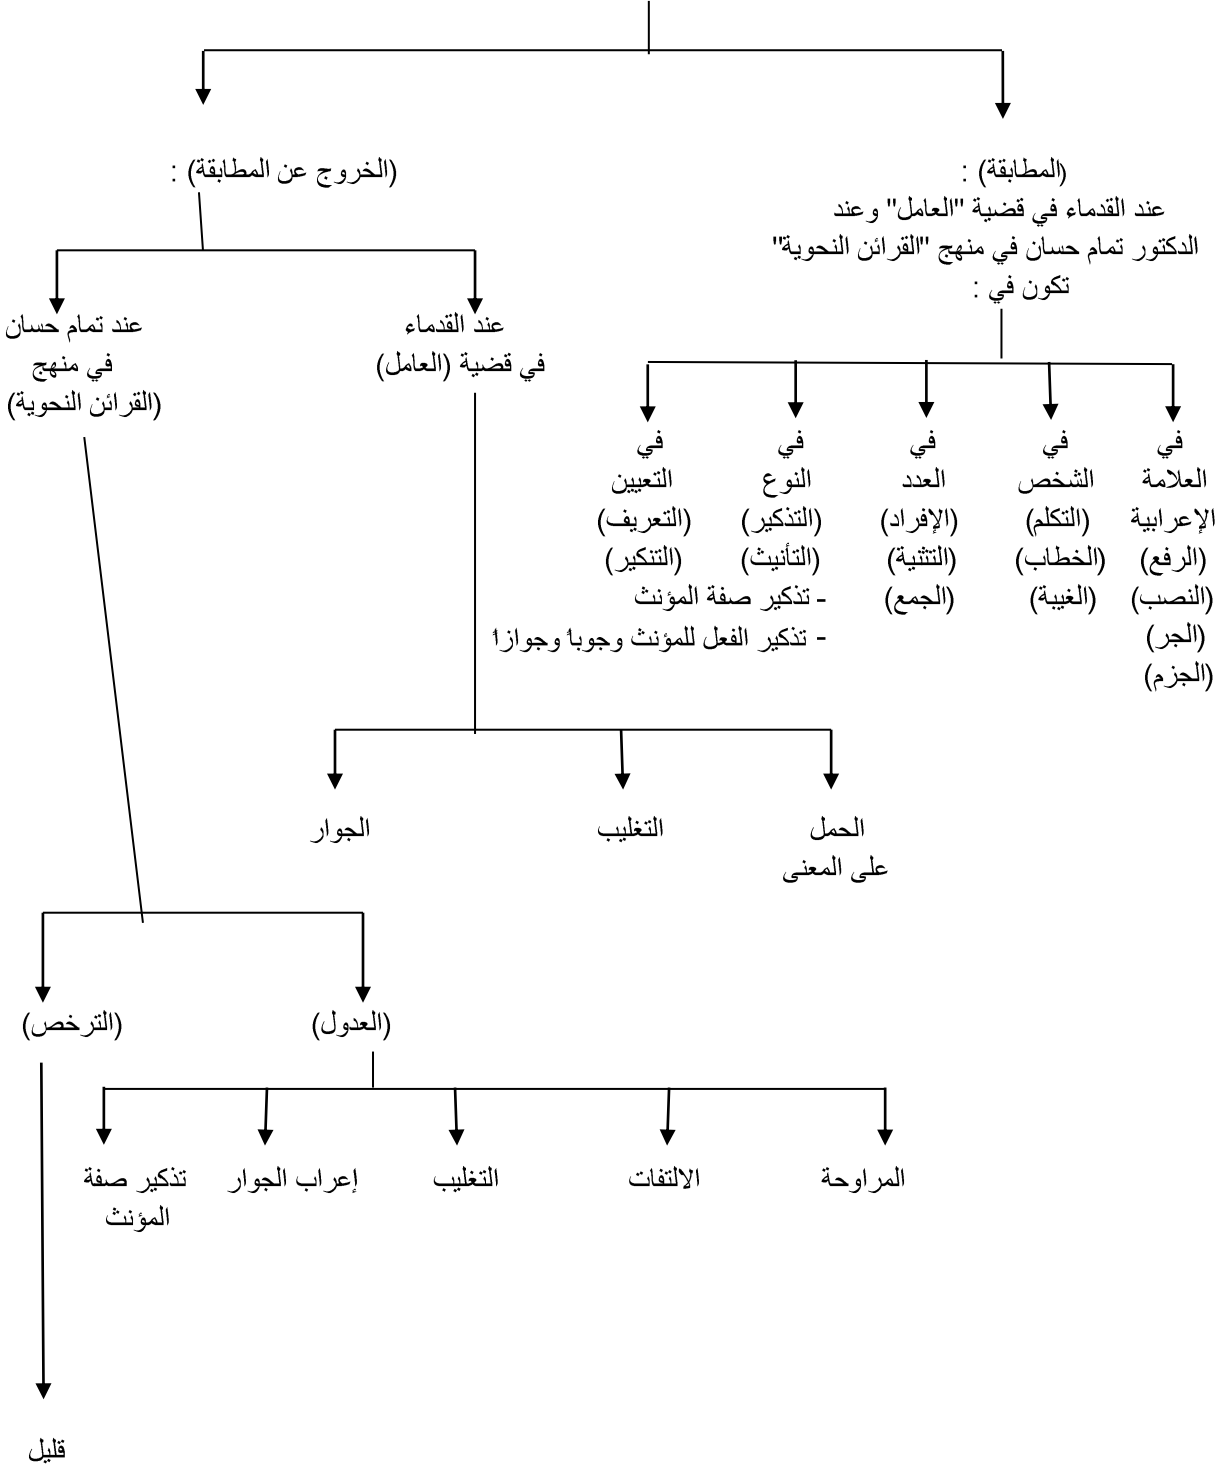 (المطابقة) :
عند القدماء في قضية "العامل" وعند
الدكتور تمام حسان في منهج "القرائن النحوية"
تكون في :
في
العلامة
الإعرابية
(الرفع)
(النصب)
(الجر)
(الجزم)
في
الشخص
(التكلم)
(الخطاب)
(الغيبة)
في
العدد
(الإفراد)
(التثنية)
(الجمع)
في
النوع
(التذكير)
(التأنيث)
- تذكير صفة المؤنث
- تذكير الفعل للمؤنث وجوباً وجوازاً
في
التعيين
(التعريف)
(التنكير)
(الخروج عن المطابقة) :
عند القدماء
في قضية (العامل)
الحمل
على المعنى
التغليب
الجوار
عند تمام حسان
في منهج
(القرائن النحوية)
(العدول)
المراوحة
الالتفات
التغليب
إعراب الجوار
تذكير صفة
المؤنث
(الترخص)
قليل